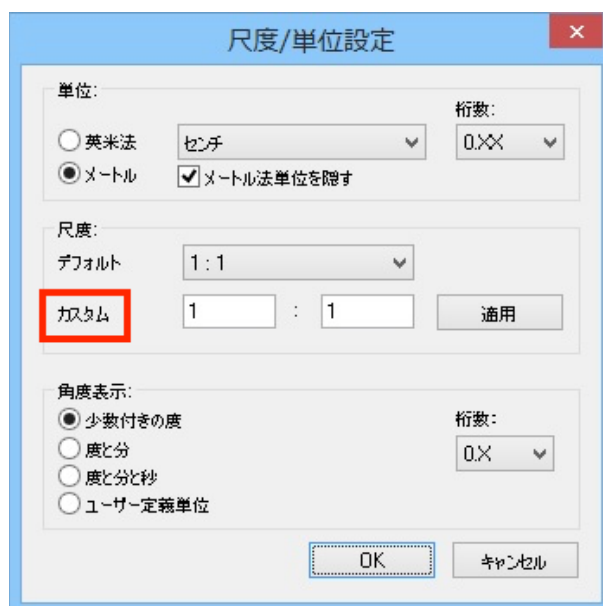 尺度/単位設定
単位:
桁数:
英米法 センチ 0.XX
メートル メートル法単位を隠す
尺度:
デフォルト 1 : 1
カスタム 1 : 1 適用
角度表示:
少数付きの度 桁数:
度と分 0.X
度と分と秒
ユーザー定義単位
OK キャンセル